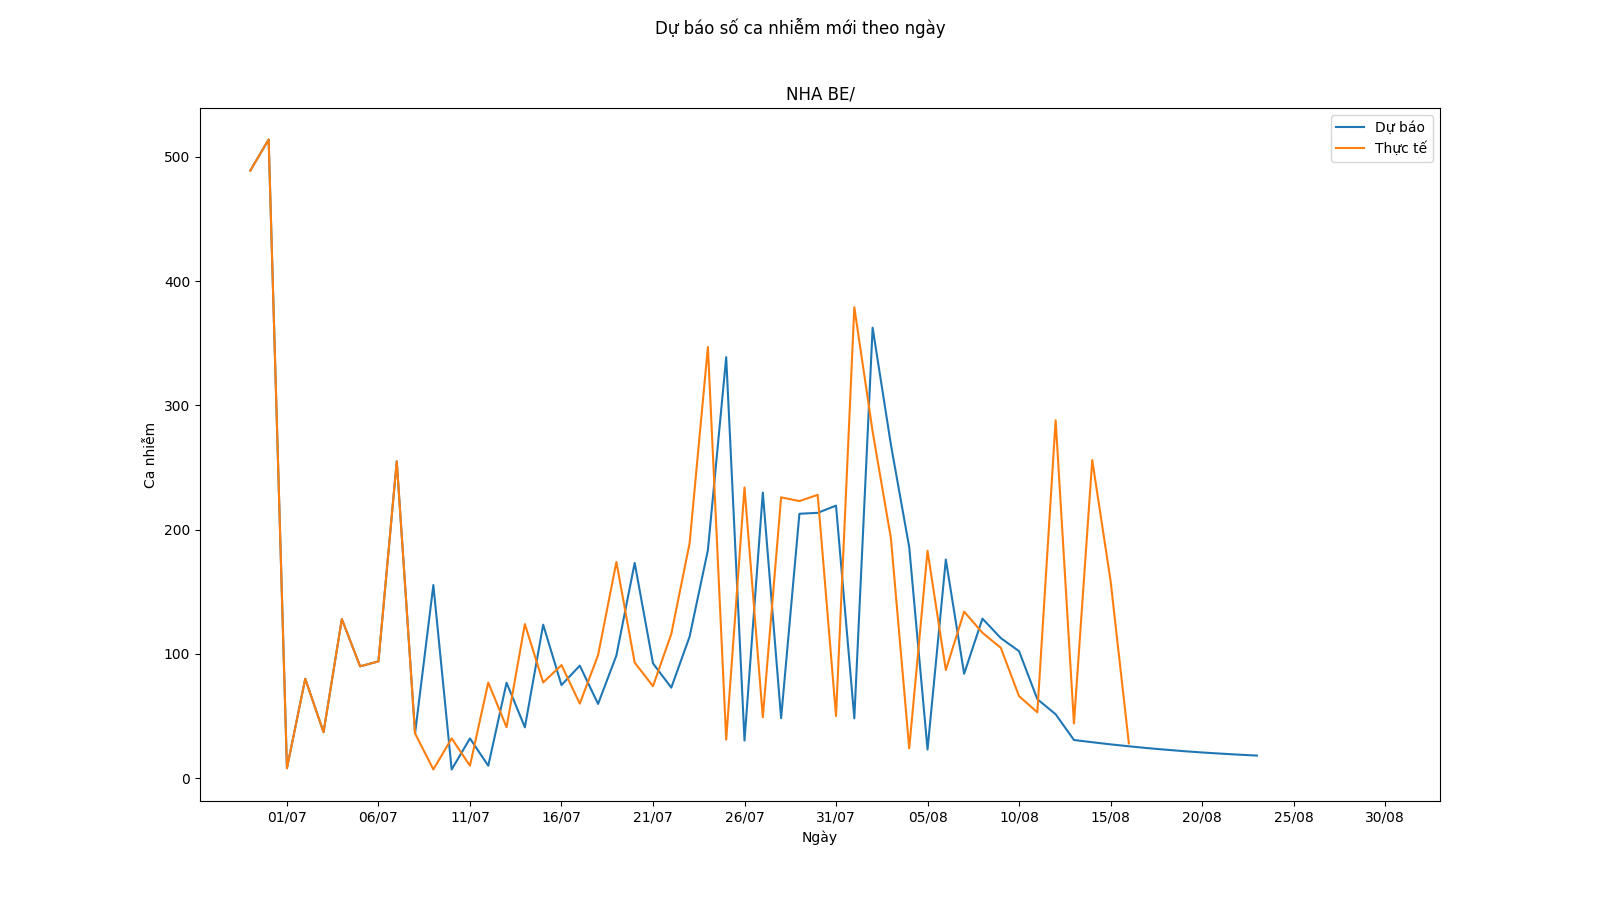 Dự báo số ca nhiễm mới theo ngày
NHA BE/
Dự báo
Thực tế
500
400
300
200
100
0
Ca nhiễm
01/07 06/07 11/07 16/07 21/07 26/07 31/07 05/08 10/08 15/08 20/08 25/08 30/08
Ngày